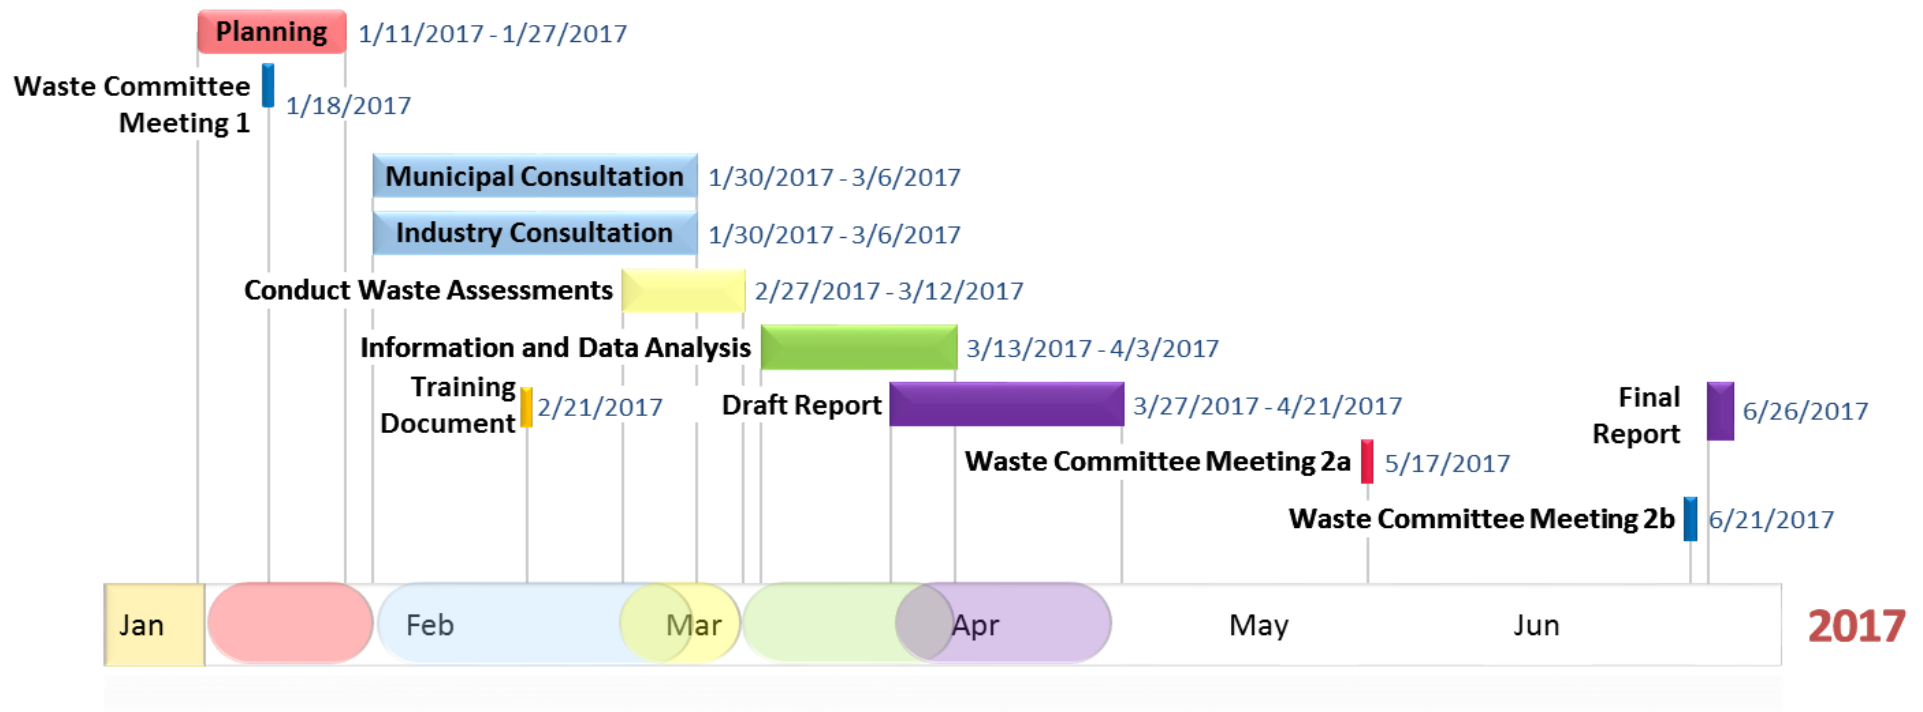 Planning 1/11/2017 - 1/27/2017
Waste Committee
Meeting 1
1/18/2017
Municipal Consultation 1/30/2017 - 3/6/2017
Industry Consultation 1/30/2017 - 3/6/2017
Conduct Waste Assessments 2/27/2017 - 3/12/2017
Information and Data Analysis 3/13/2017 - 4/3/2017
Training
Document
2/21/2017
Draft Report 3/27/2017 - 4/21/2017
Final
Report
6/26/2017
Waste Committee Meeting 2a 5/17/2017
Waste Committee Meeting 2b 6/21/2017
Jan Feb Mar Apr May Jun 2017